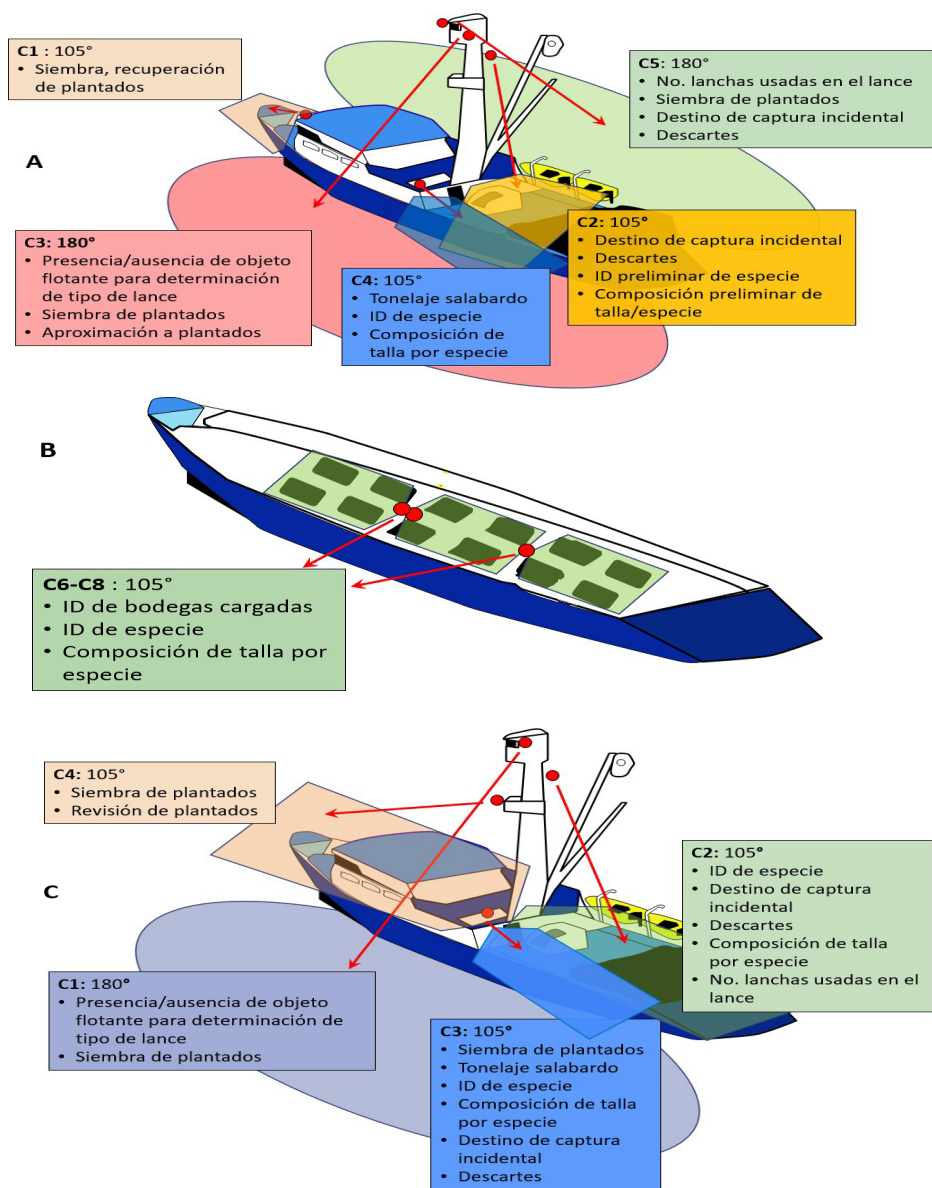 C1 : 105°
• Siembra, recuperación
de plantados
C5: 180°
• No. lanchas usadas en el lance
• Siembra de plantados
• Destino de captura incidental
• Descartes
A
C3: 180°
• Presencia/ausencia de objeto
flotante para determinación
de tipo de lance
• Siembra de plantados
• Aproximación a plantados
C4: 105°
• Tonelaje salabardo
• ID de especie
• Composición de
talla por especie
C2: 105°
• Destino de captura incidental
• Descartes
• ID preliminar de especie
• Composición preliminar de
talla/especie
B
C6-C8 : 105°
• ID de bodegas cargadas
• ID de especie
• Composición de talla por
especie
C4: 105°
• Siembra de plantados
• Revisión de plantados
C2: 105°
• ID de especie
• Destino de captura
incidental
• Descartes
• Composición de talla
por especie
• No. lanchas usadas en el
lance
C
C1: 180°
• Presencia/ausencia de objeto
flotante para determinación de
tipo de lance
• Siembra de plantados
C3: 105°
• Siembra de plantados
• Tonelaje salabardo
• ID de especie
• Composición de talla
por especie
• Destino de captura
incidental
• Descartes